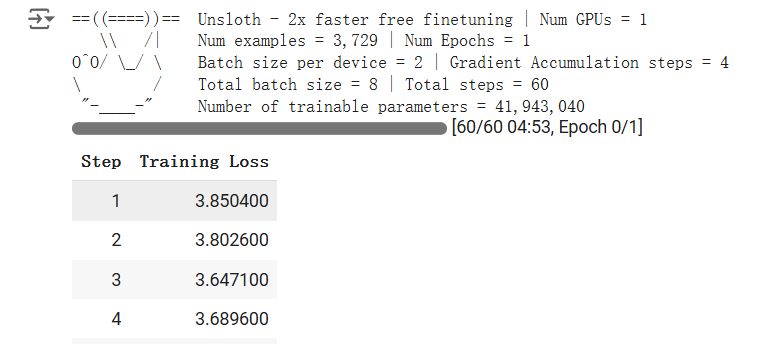 ==((====))== Unsloth - 2x faster free finetuning | Num GPUs = 1
\\ /| Num examples = 3,729 | Num Epochs = 1
O^O/ \_/ \ Batch size per device = 2 | Gradient Accumulation steps = 4
\ / Total batch size = 8 | Total steps = 60
"-____-" Number of trainable parameters = 41,943,040
[60/60 04:53, Epoch 0/1]
Step Training Loss
1 3.850400
2 3.802600
3 3.647100
4 3.689600